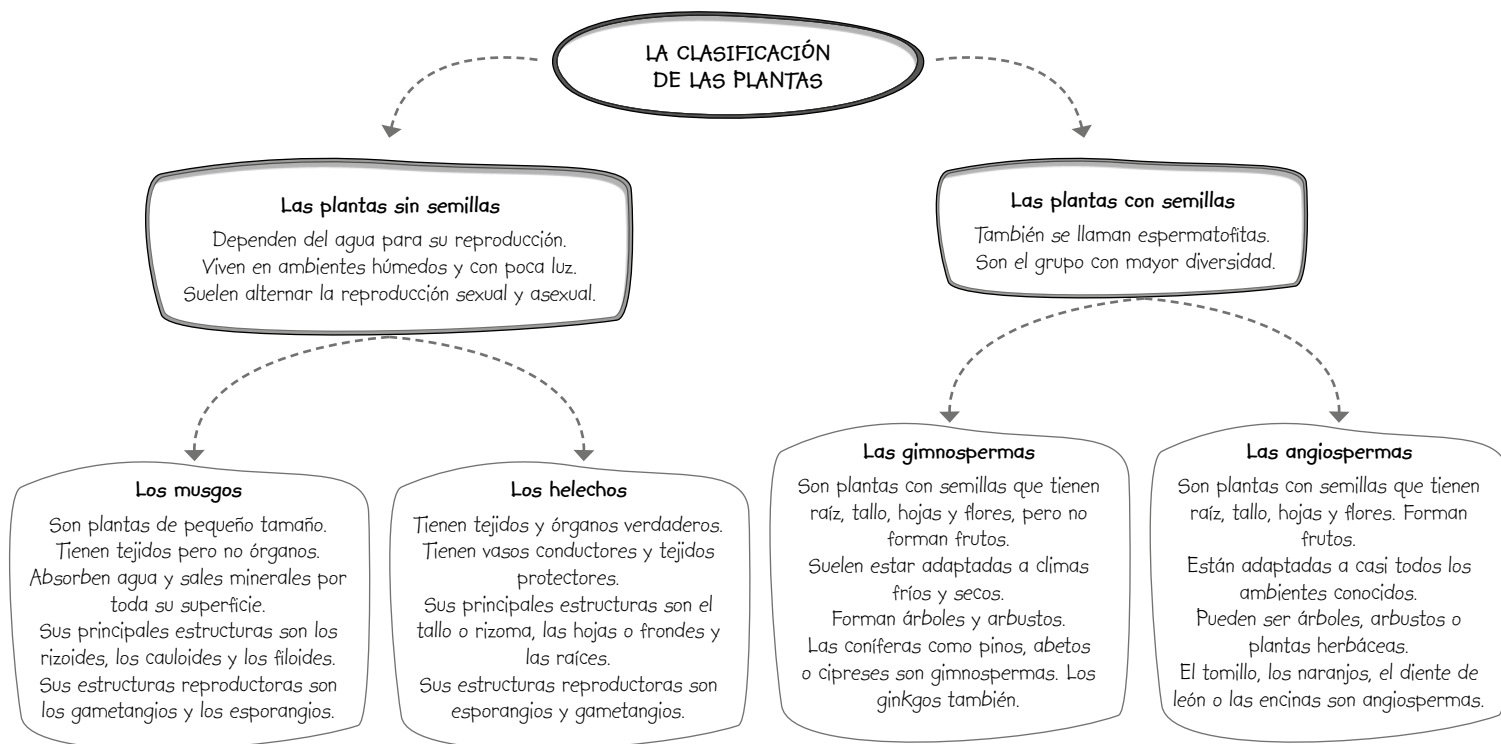 LA CLASIFICACIÓN
DE LAS PLANTAS
Las plantas sin semillas
Dependen del agua para su reproducción.
Viven en ambientes húmedos y con poca luz.
Suelen alternar la reproducción sexual y asexual.
Las plantas con semillas
También se llaman espermatofitas.
Son el grupo con mayor diversidad.
Los musgos
Son plantas de pequeño tamaño.
Tienen tejidos pero no órganos.
Absorben agua y sales minerales por
toda su superficie.
Sus principales estructuras son los
rizoides, los cauloides y los filoides.
Sus estructuras reproductoras son
los gametangios y los esporangios.
Los helechos
Tienen tejidos y órganos verdaderos.
Tienen vasos conductores y tejidos
protectores.
Sus principales estructuras son el
tallo o rizoma, las hojas o frondes y
las raíces.
Sus estructuras reproductoras son
esporangios y gametangios.
Las gimnospermas
Son plantas con semillas que tienen
raíz, tallo, hojas y flores, pero no
forman frutos.
Suelen estar adaptadas a climas
fríos y secos.
Forman árboles y arbustos.
Las coníferas como pinos, abetos
o cipreses son gimnospermas. Los
ginkgos también.
Las angiospermas
Son plantas con semillas que tienen
raíz, tallo, hojas y flores. Forman
frutos.
Están adaptadas a casi todos los
ambientes conocidos.
Pueden ser árboles, arbustos o
plantas herbáceas.
El tomillo, los naranjos, el diente de
león o las encinas son angiospermas.